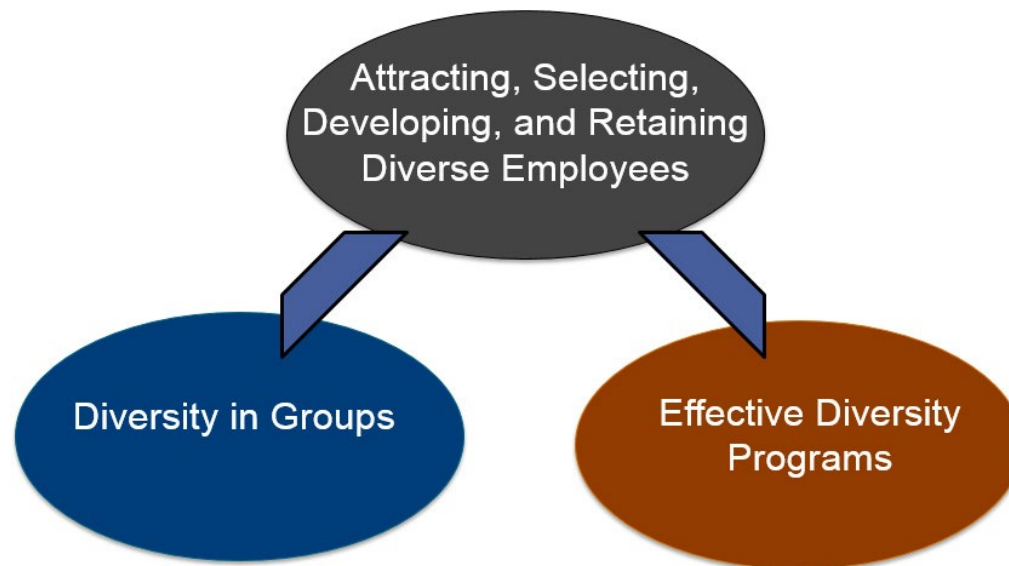 Attracting, Selecting,
Developing, and Retaining
Diverse Employees
Diversity in Groups
Effective Diversity
Programs